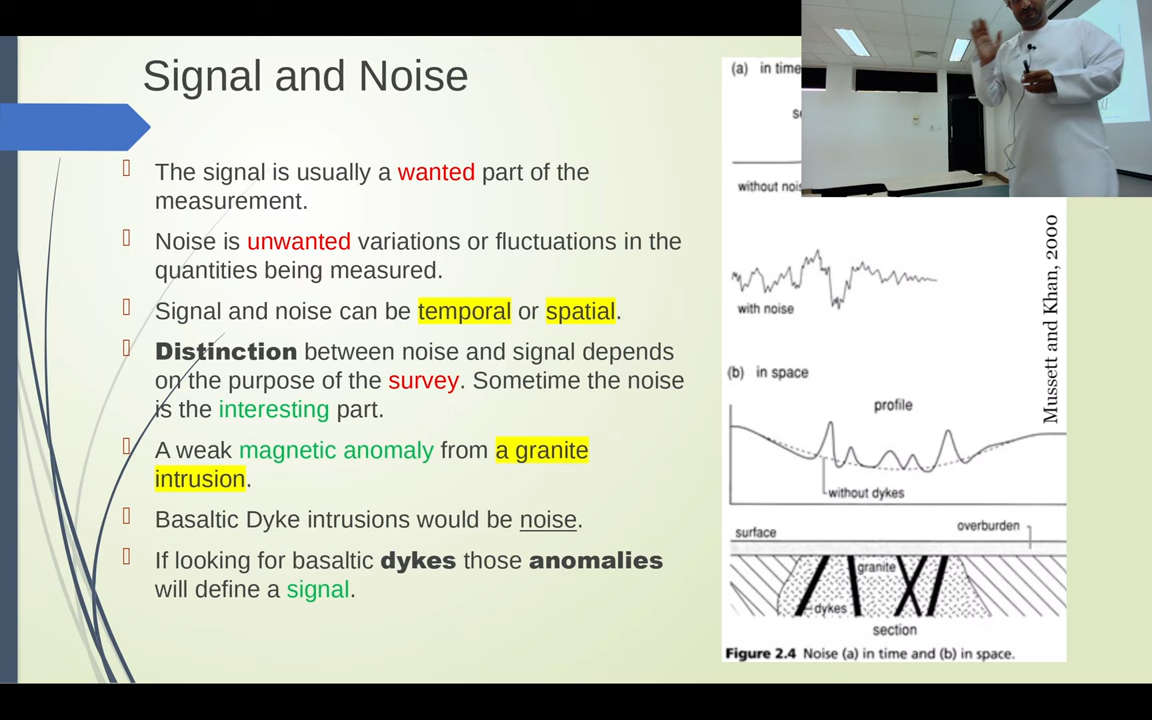 Signal and Noise
The signal is usually a wanted part of the
measurement.
Noise is unwanted variations or fluctuations in the
quantities being measured.
Signal and noise can be temporal or spatial.
Distinction between noise and signal depends
on the purpose of the survey. Sometime the noise
is the interesting part.
A weak magnetic anomaly from a granite
intrusion.
Basaltic Dyke intrusions would be noise.
If looking for basaltic dykes those anomalies
will define a signal.
(a) in time
without
with noise
(b) in space
profile
without dykes
surface
overburden
granite
dykes
section
Figure 2.4 Noise (a) in time and (b) in space.
Mussett and Khan, 2000